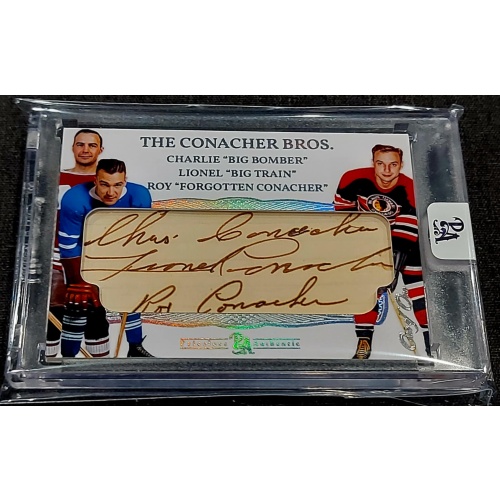 THE CONACHER BROS.
CHARLIE "BIG BOMBER"
LIONEL "BIG TRAIN"
ROY "FORGOTTEN CONACHER"
Chas Conacher
Lionel Conacher
Roy Conacher
PA
Authentic